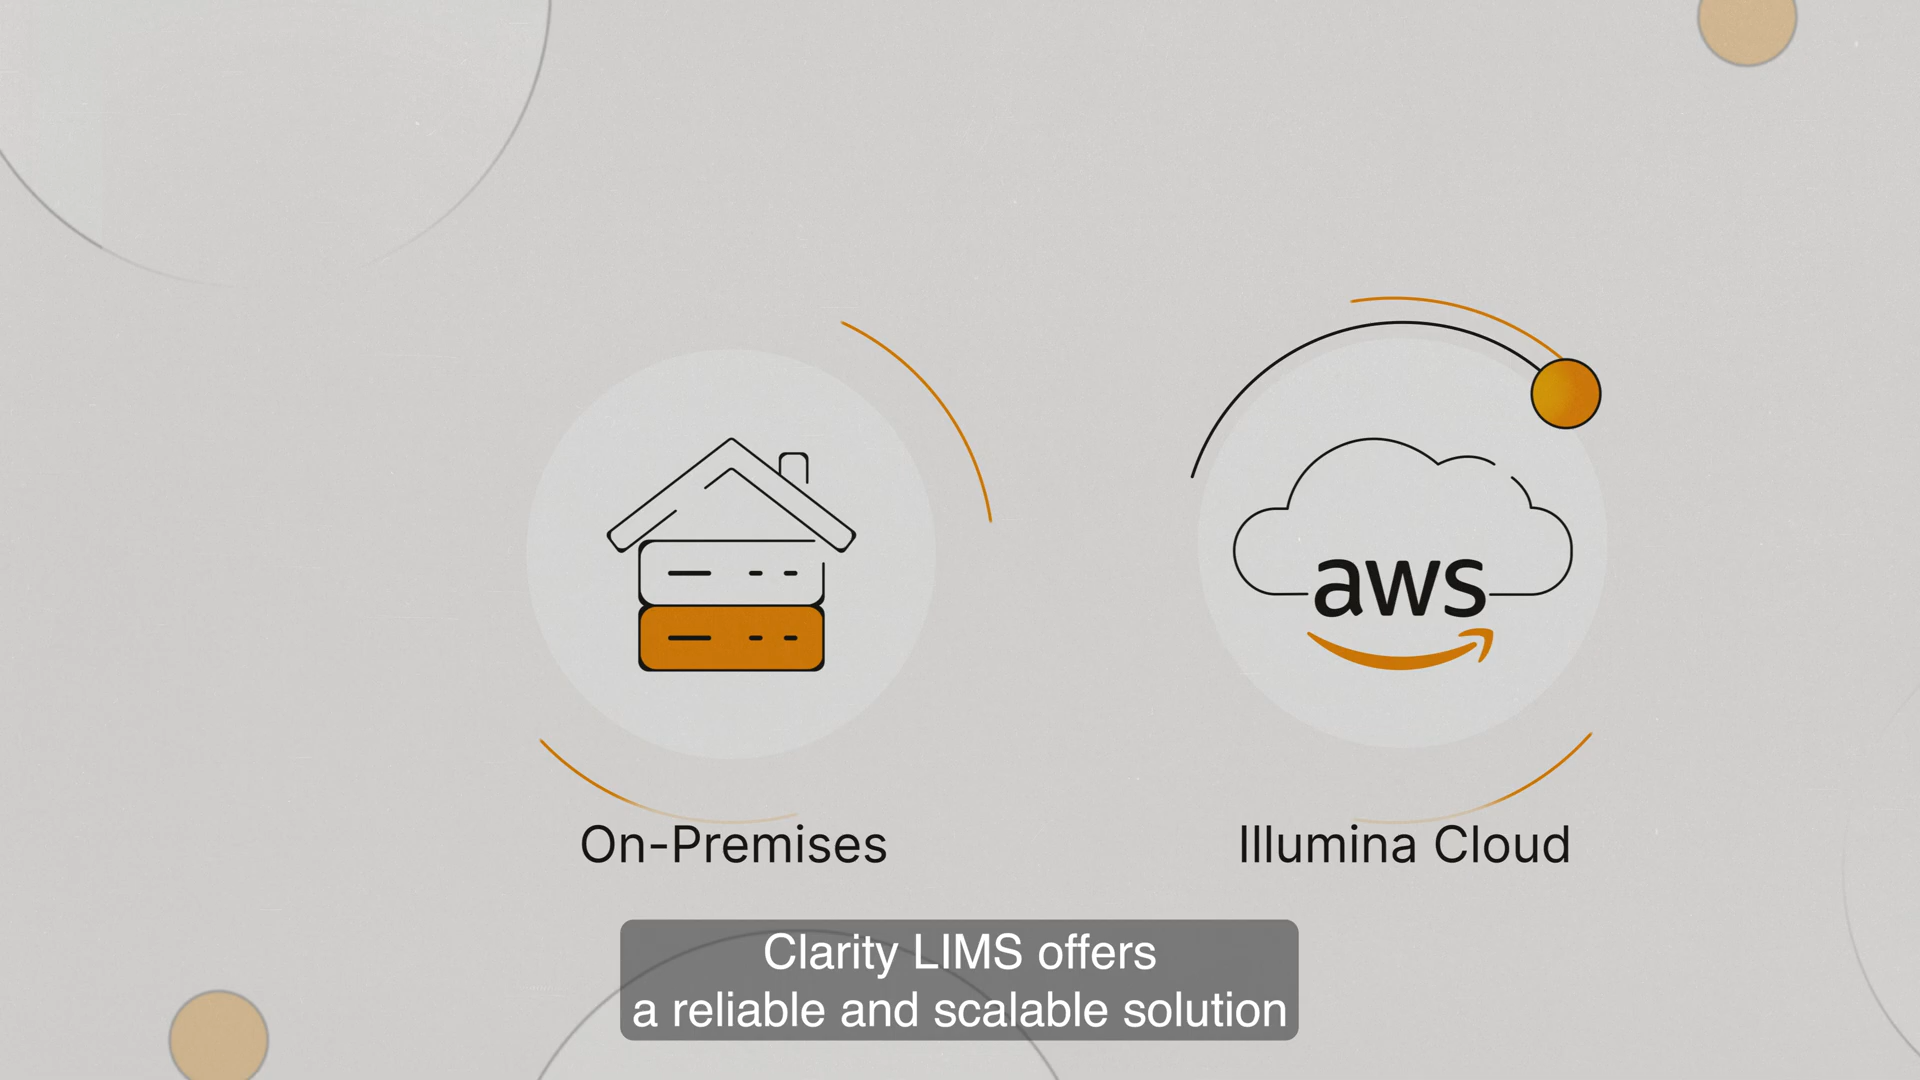 aws
On-Premises
Illumina Cloud
Clarity LIMS offers
a reliable and scalable solution